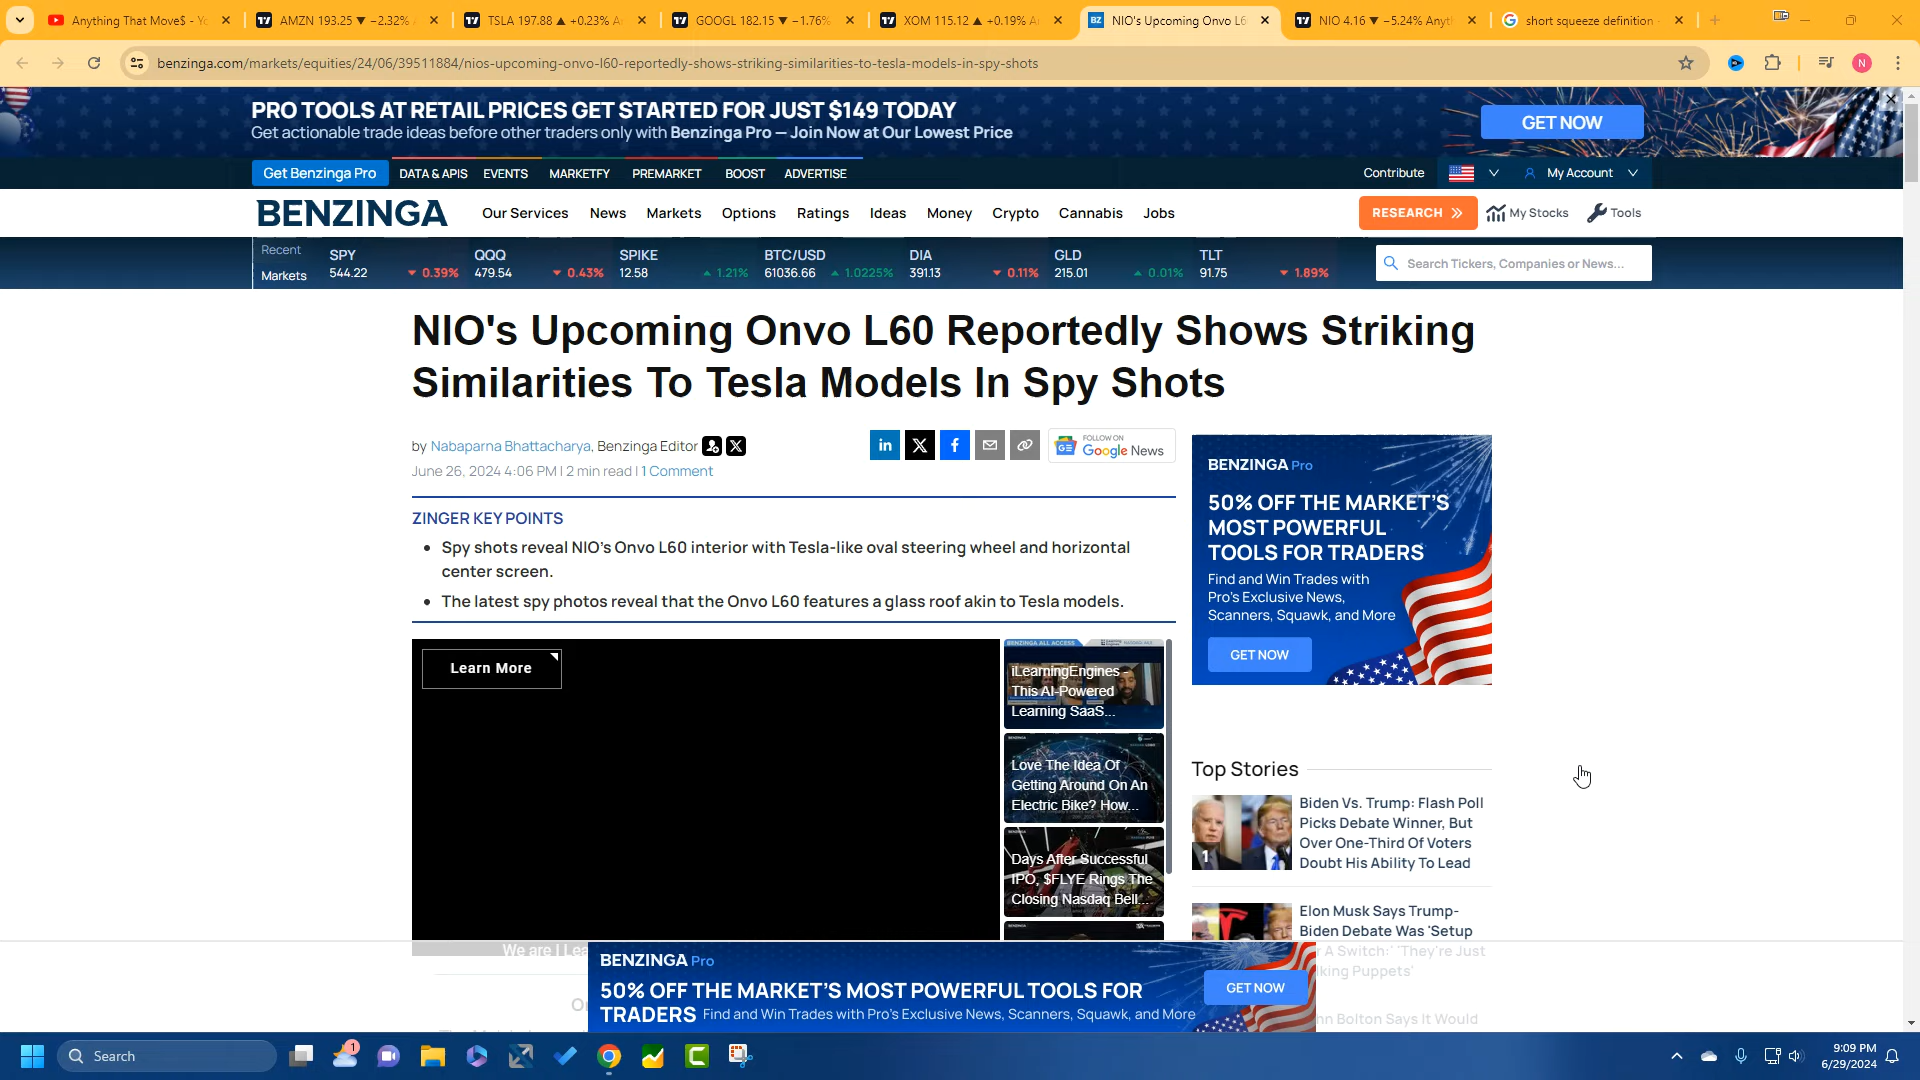 Anything That Move$ - Yo
AMZN 193.25 ▼ −2.32%
TSLA 197.88 ▲ +0.23% A
GOOGL 182.15 ▼ −1.76%
XOM 115.12 ▲ +0.19% A
NIO's Upcoming Onvo L6
NIO 4.16 ▼ −5.24% Anyt
short squeeze definition
benzinga.com/markets/equities/24/06/39511884/nios-upcoming-onvo-l60-reportedly-shows-striking-similarities-to-tesla-models-in-spy-shots
N
PRO TOOLS AT RETAIL PRICES GET STARTED FOR JUST $149 TODAY
Get actionable trade ideas before other traders only with Benzinga Pro — Join Now at Our Lowest Price
GET NOW
Get Benzinga Pro DATA & APIS EVENTS MARKETFY PREMARKET BOOST ADVERTISE
Contribute My Account
BENZINGA Our Services News Markets Options Ratings Ideas Money Crypto Cannabis Jobs
RESEARCH My Stocks Tools
Recent SPY QQQ SPIKE BTC/USD DIA GLD TLT
Markets 544.22 ▼ 0.39% 479.54 ▼ 0.43% 12.58 ▲ 1.21% 61036.66 ▲ 1.0225% 391.13 ▼ 0.11% 215.01 ▲ 0.01% 91.75 ▼ 1.89%
Search Tickers, Companies or News...
NIO's Upcoming Onvo L60 Reportedly Shows Striking
Similarities To Tesla Models In Spy Shots
by Nabaparna Bhattacharya, Benzinga Editor
June 26, 2024 4:06 PM | 2 min read | 1 Comment
FOLLOW ON
Google News
ZINGER KEY POINTS
• Spy shots reveal NIO's Onvo L60 interior with Tesla-like oval steering wheel and horizontal
center screen.
• The latest spy photos reveal that the Onvo L60 features a glass roof akin to Tesla models.
Learn More
BENZINGA ALL ACCESS
iLearningEngines -
This AI-Powered
Learning SaaS...
Love The Idea Of
Getting Around On An
Electric Bike? How...
Days After Successful
IPO, $FLYE Rings The
Closing Nasdaq Bell...
BENZINGA Pro
50% OFF THE MARKET'S
MOST POWERFUL
TOOLS FOR TRADERS
Find and Win Trades with
Pro's Exclusive News,
Scanners, Squawk, and More
GET NOW
Top Stories
1
Biden Vs. Trump: Flash Poll
Picks Debate Winner, But
Over One-Third Of Voters
Doubt His Ability To Lead
Elon Musk Says Trump-
Biden Debate Was 'Setup
r A Switch:' 'They're Just
lking Puppets'
hn Bolton Says It Would
We are
BENZINGA Pro
50% OFF THE MARKET'S MOST POWERFUL TOOLS FOR
TRADERS Find and Win Trades with Pro's Exclusive News, Scanners, Squawk, and More
GET NOW
Search
1
9:09 PM
6/29/2024